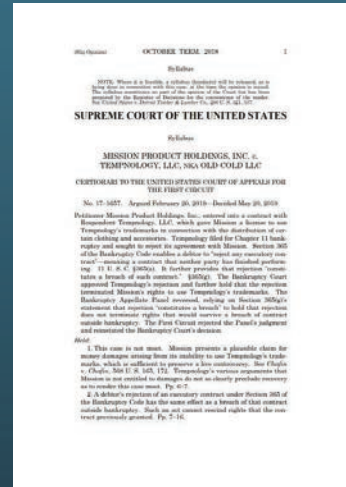 (Slip Opinion) OCTOBER TERM, 2018 1
Syllabus
NOTE: Where it is feasible, a syllabus (headnote) will be released, as is
being done in connection with this case, at the time the opinion is issued.
The syllabus constitutes no part of the opinion of the Court but has been
prepared by the Reporter of Decisions for the convenience of the reader.
See United States v. Detroit Timber & Lumber Co., 200 U. S. 321, 337.
SUPREME COURT OF THE UNITED STATES
Syllabus
MISSION PRODUCT HOLDINGS, INC. v.
TEMPNOLOGY, LLC, NKA OLD COLD LLC
CERTIORARI TO THE UNITED STATES COURT OF APPEALS FOR
THE FIRST CIRCUIT
No. 17–1657. Argued February 20, 2019—Decided May 20, 2019
Petitioner Mission Product Holdings, Inc., entered into a contract with
Respondent Tempnology, LLC, which gave Mission a license to use
Tempnology's trademarks in connection with the distribution of cer-
tain clothing and accessories. Tempnology filed for Chapter 11 bank-
ruptcy and sought to reject its agreement with Mission. Section 365
of the Bankruptcy Code enables a debtor to "reject any executory con-
tract"—meaning a contract that neither party has finished perform-
ing. 11 U. S. C. §365(a). It further provides that rejection "consti-
tutes a breach of such contract." §365(g). The Bankruptcy Court
approved Tempnology's rejection and further held that the rejection
terminated Mission's rights to use Tempnology's trademarks. The
Bankruptcy Appellate Panel reversed, relying on Section 365(g)'s
statement that rejection "constitutes a breach" to hold that rejection
does not terminate rights that would survive a breach of contract
outside bankruptcy. The First Circuit rejected the Panel's judgment
and reinstated the Bankruptcy Court's decision.
Held:
1. This case is not moot. Mission presents a plausible claim for
money damages arising from its inability to use Tempnology's trade-
marks, which is sufficient to preserve a live controversy. See Chafin
v. Chafin, 568 U. S. 165, 172. Tempnology's various arguments that
Mission is not entitled to damages do not so clearly preclude recovery
as to render this case moot. Pp. 6–7.
2. A debtor's rejection of an executory contract under Section 365 of
the Bankruptcy Code has the same effect as a breach of that contract
outside bankruptcy. Such an act cannot rescind rights that the con-
tract previously granted. Pp. 7–16.